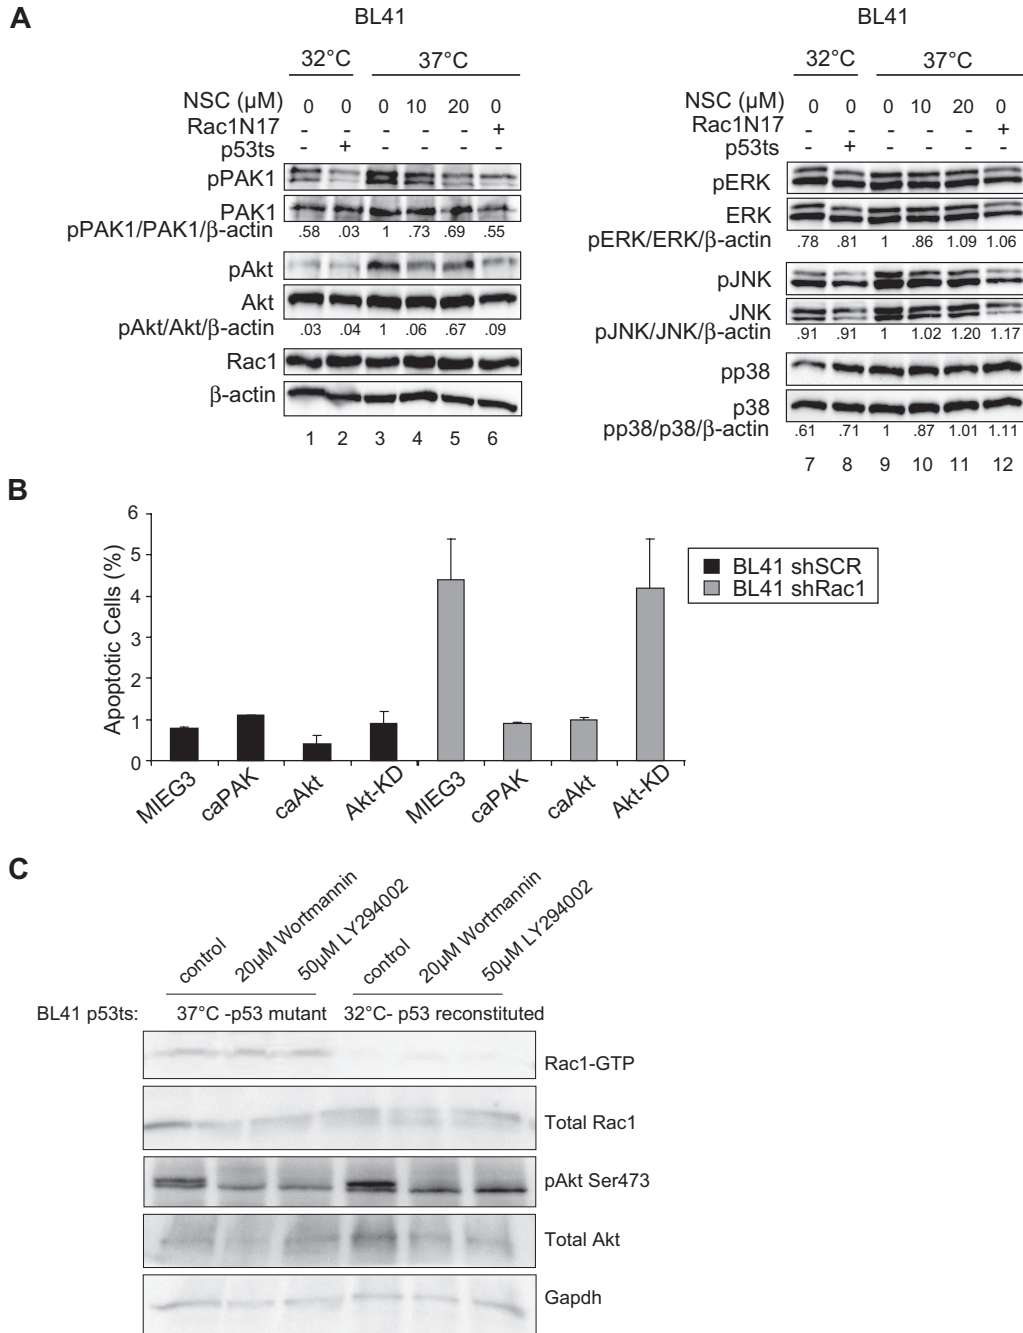 A
BL41
32°C 37°C
NSC (µM) 0 0 0 10 20 0
Rac1N17 - - - - - +
p53ts - + - - - -
pPAK1
PAK1
pPAK1/PAK1/β-actin .58 .03 1 .73 .69 .55
pAkt
Akt
pAkt/Akt/β-actin .03 .04 1 .06 .67 .09
Rac1
β-actin
1 2 3 4 5 6
BL41
32°C 37°C
NSC (µM) 0 0 0 10 20 0
Rac1N17 - - - - - +
p53ts - + - - - -
pERK
ERK
pERK/ERK/β-actin .78 .81 1 .86 1.09 1.06
pJNK
JNK
pJNK/JNK/β-actin .91 .91 1 1.02 1.20 1.17
pp38
p38
pp38/p38/β-actin .61 .71 1 .87 1.01 1.11
7 8 9 10 11 12
B
Apoptotic Cells (%)
6
5
4
3
2
1
0
MIEG3 caPAK caAkt Akt-KD MIEG3 caPAK caAkt Akt-KD
BL41 shSCR
BL41 shRac1
C
control 20µM Wortmannin 50µM LY294002 control 20µM Wortmannin 50µM LY294002
BL41 p53ts: 37°C -p53 mutant 32°C- p53 reconstituted
Rac1-GTP
Total Rac1
pAkt Ser473
Total Akt
Gapdh